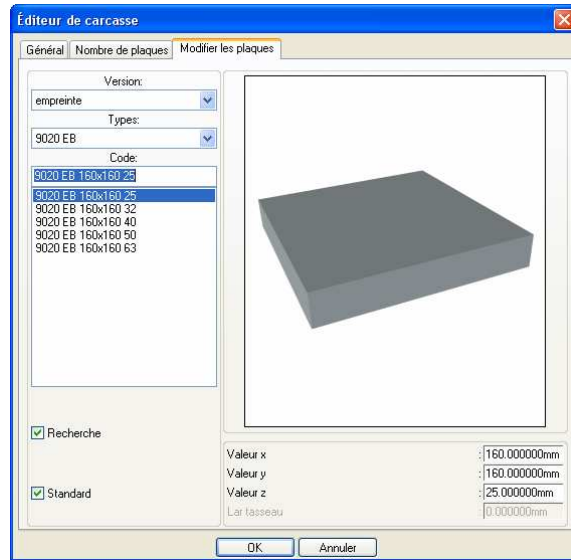 Éditeur de carcasse
Général
Nombre de plaques
Modifier les plaques
Version:
empreinte
Types:
9020 EB
Code:
9020 EB 160x160 25
9020 EB 160x160 25
9020 EB 160x160 32
9020 EB 160x160 40
9020 EB 160x160 50
9020 EB 160x160 63
Recherche
Standard
Valeur x : 160.000000mm
Valeur y : 160.000000mm
Valeur z : 25.000000mm
Lar tasseau : 0.000000mm
OK
Annuler